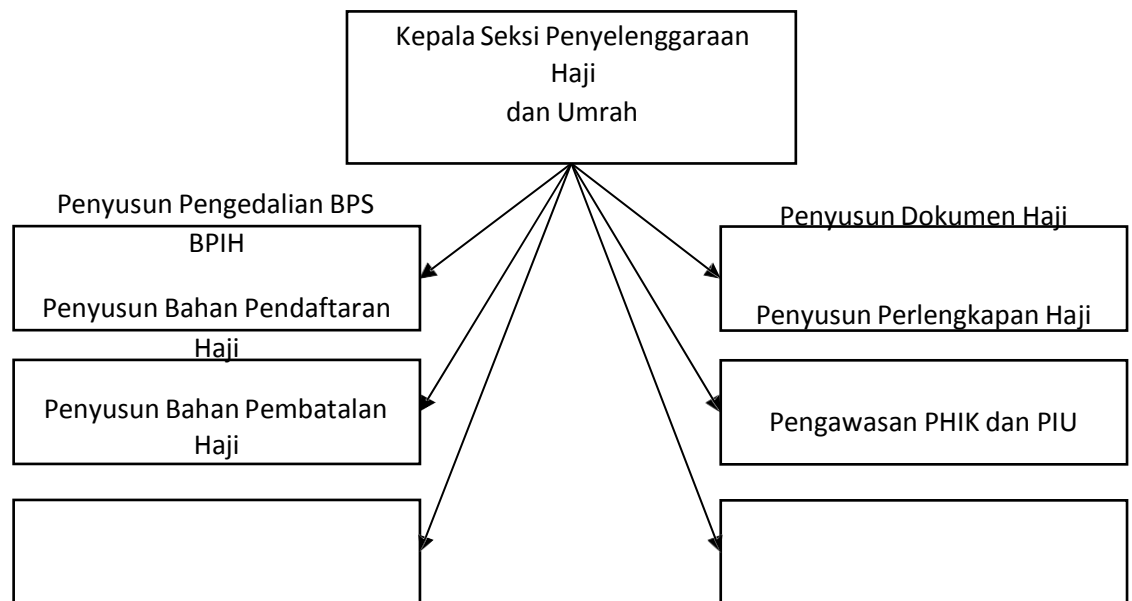 Kepala Seksi Penyelenggaraan
Haji
dan Umrah
Penyusun Pengedalian BPS
BPIH
Penyusun Bahan Pendaftaran
Haji
Penyusun Bahan Pembatalan
Haji
Penyusun Dokumen Haji
Penyusun Perlengkapan Haji
Pengawasan PHIK dan PIU